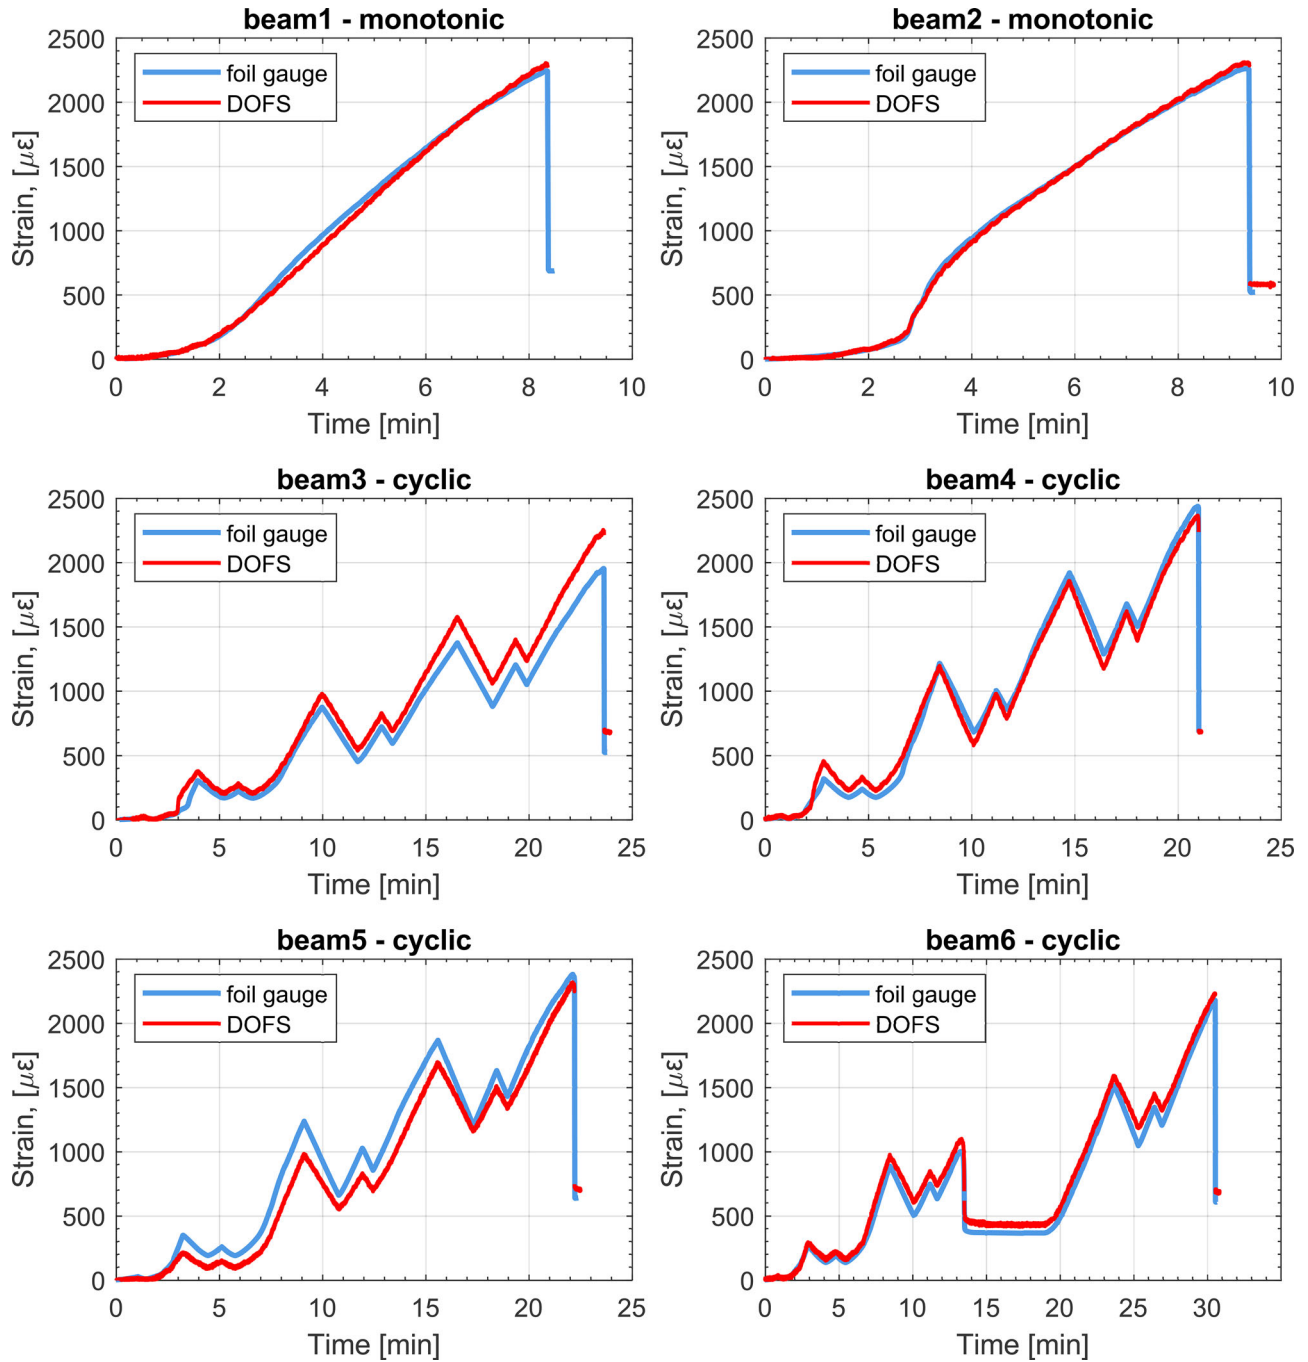 beam1 - monotonic
beam2 - monotonic
2500
2000
1500
1000
500
0
Strain, [με]
foil gauge
DOFS
0 2 4 6 8 10
Time [min]
2500
2000
1500
1000
500
0
Strain, [με]
foil gauge
DOFS
0 2 4 6 8 10
Time [min]
beam3 - cyclic
beam4 - cyclic
2500
2000
1500
1000
500
0
Strain, [με]
foil gauge
DOFS
0 5 10 15 20 25
Time [min]
2500
2000
1500
1000
500
0
Strain, [με]
foil gauge
DOFS
0 5 10 15 20 25
Time [min]
beam5 - cyclic
beam6 - cyclic
2500
2000
1500
1000
500
0
Strain, [με]
foil gauge
DOFS
0 5 10 15 20 25
Time [min]
2500
2000
1500
1000
500
0
Strain, [με]
foil gauge
DOFS
0 5 10 15 20 25 30
Time [min]